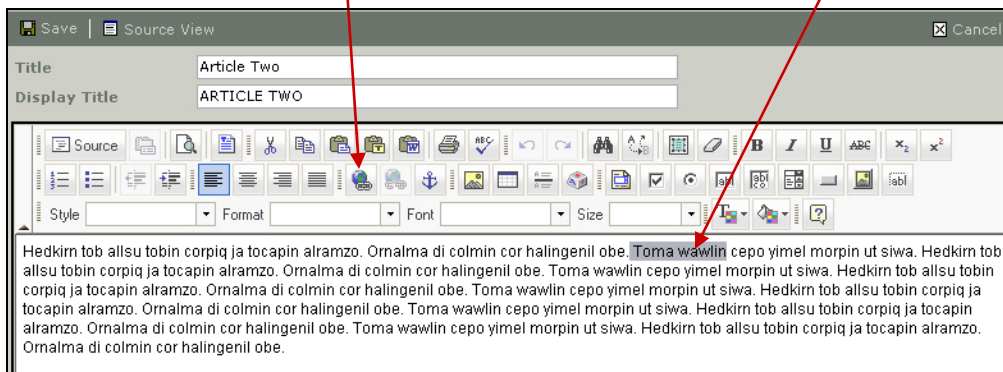 Save | Source View Cancel
Title Article Two
Display Title ARTICLE TWO
Source ABC B I U ABC x₂ x²
abl abl
Style Format Font Size T ?
Hedkirn tob allsu tobin corpiq ja tocapin alramzo. Ornalmaqdi colmin cor halingenil obe. Toma wawlin cepo yimel morpin ut siwa. Hedkirn tob
allsu tobin corpiq ja tocapin alramzo. Ornalma di colmin cor halingenil obe. Toma wawlin cepo yimel morpin ut siwa. Hedkirn tob allsu tobin
corpiq ja tocapin alramzo. Ornalma di colmin cor halingenil obe. Toma wawlin cepo yimel morpin ut siwa. Hedkirn tob allsu tobin corpiq ja
tocapin alramzo. Ornalma di colmin cor halingenil obe. Toma wawlin cepo yimel morpin ut siwa. Hedkirn tob allsu tobin corpiq ja tocapin
alramzo. Ornalma di colmin cor halingenil obe. Toma wawlin cepo yimel morpin ut siwa. Hedkirn tob allsu tobin corpiq ja tocapin alramzo.
Ornalma di colmin cor halingenil obe.